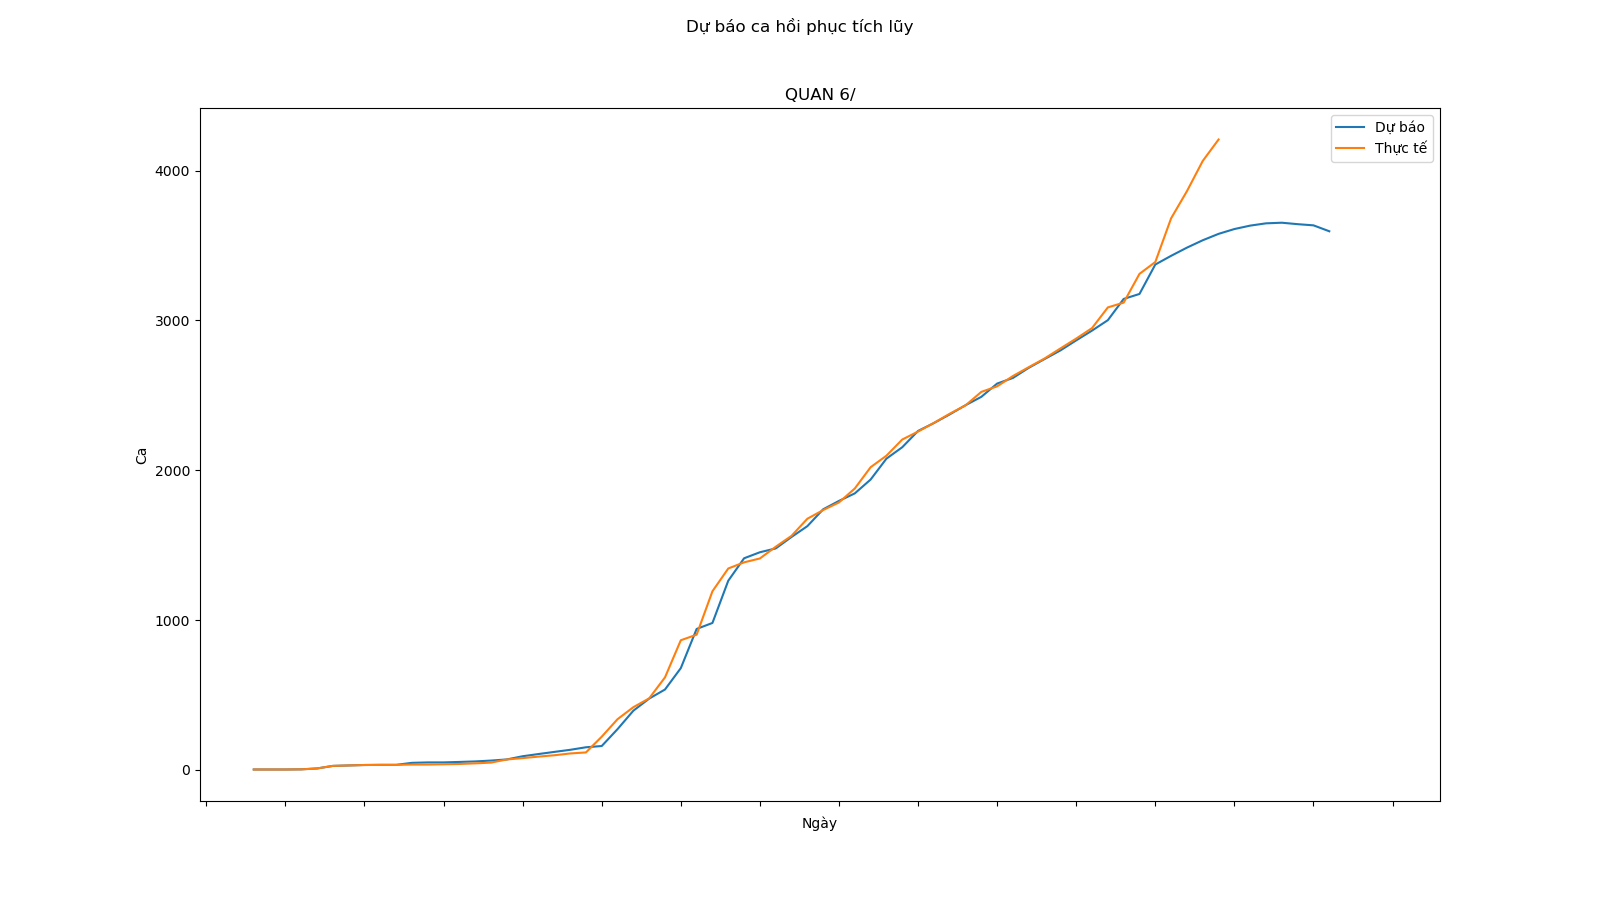 Dự báo ca hồi phục tích lũy
QUAN 6/
Dự báo
Thực tế
4000
3000
2000
1000
0
Ca
Ngày